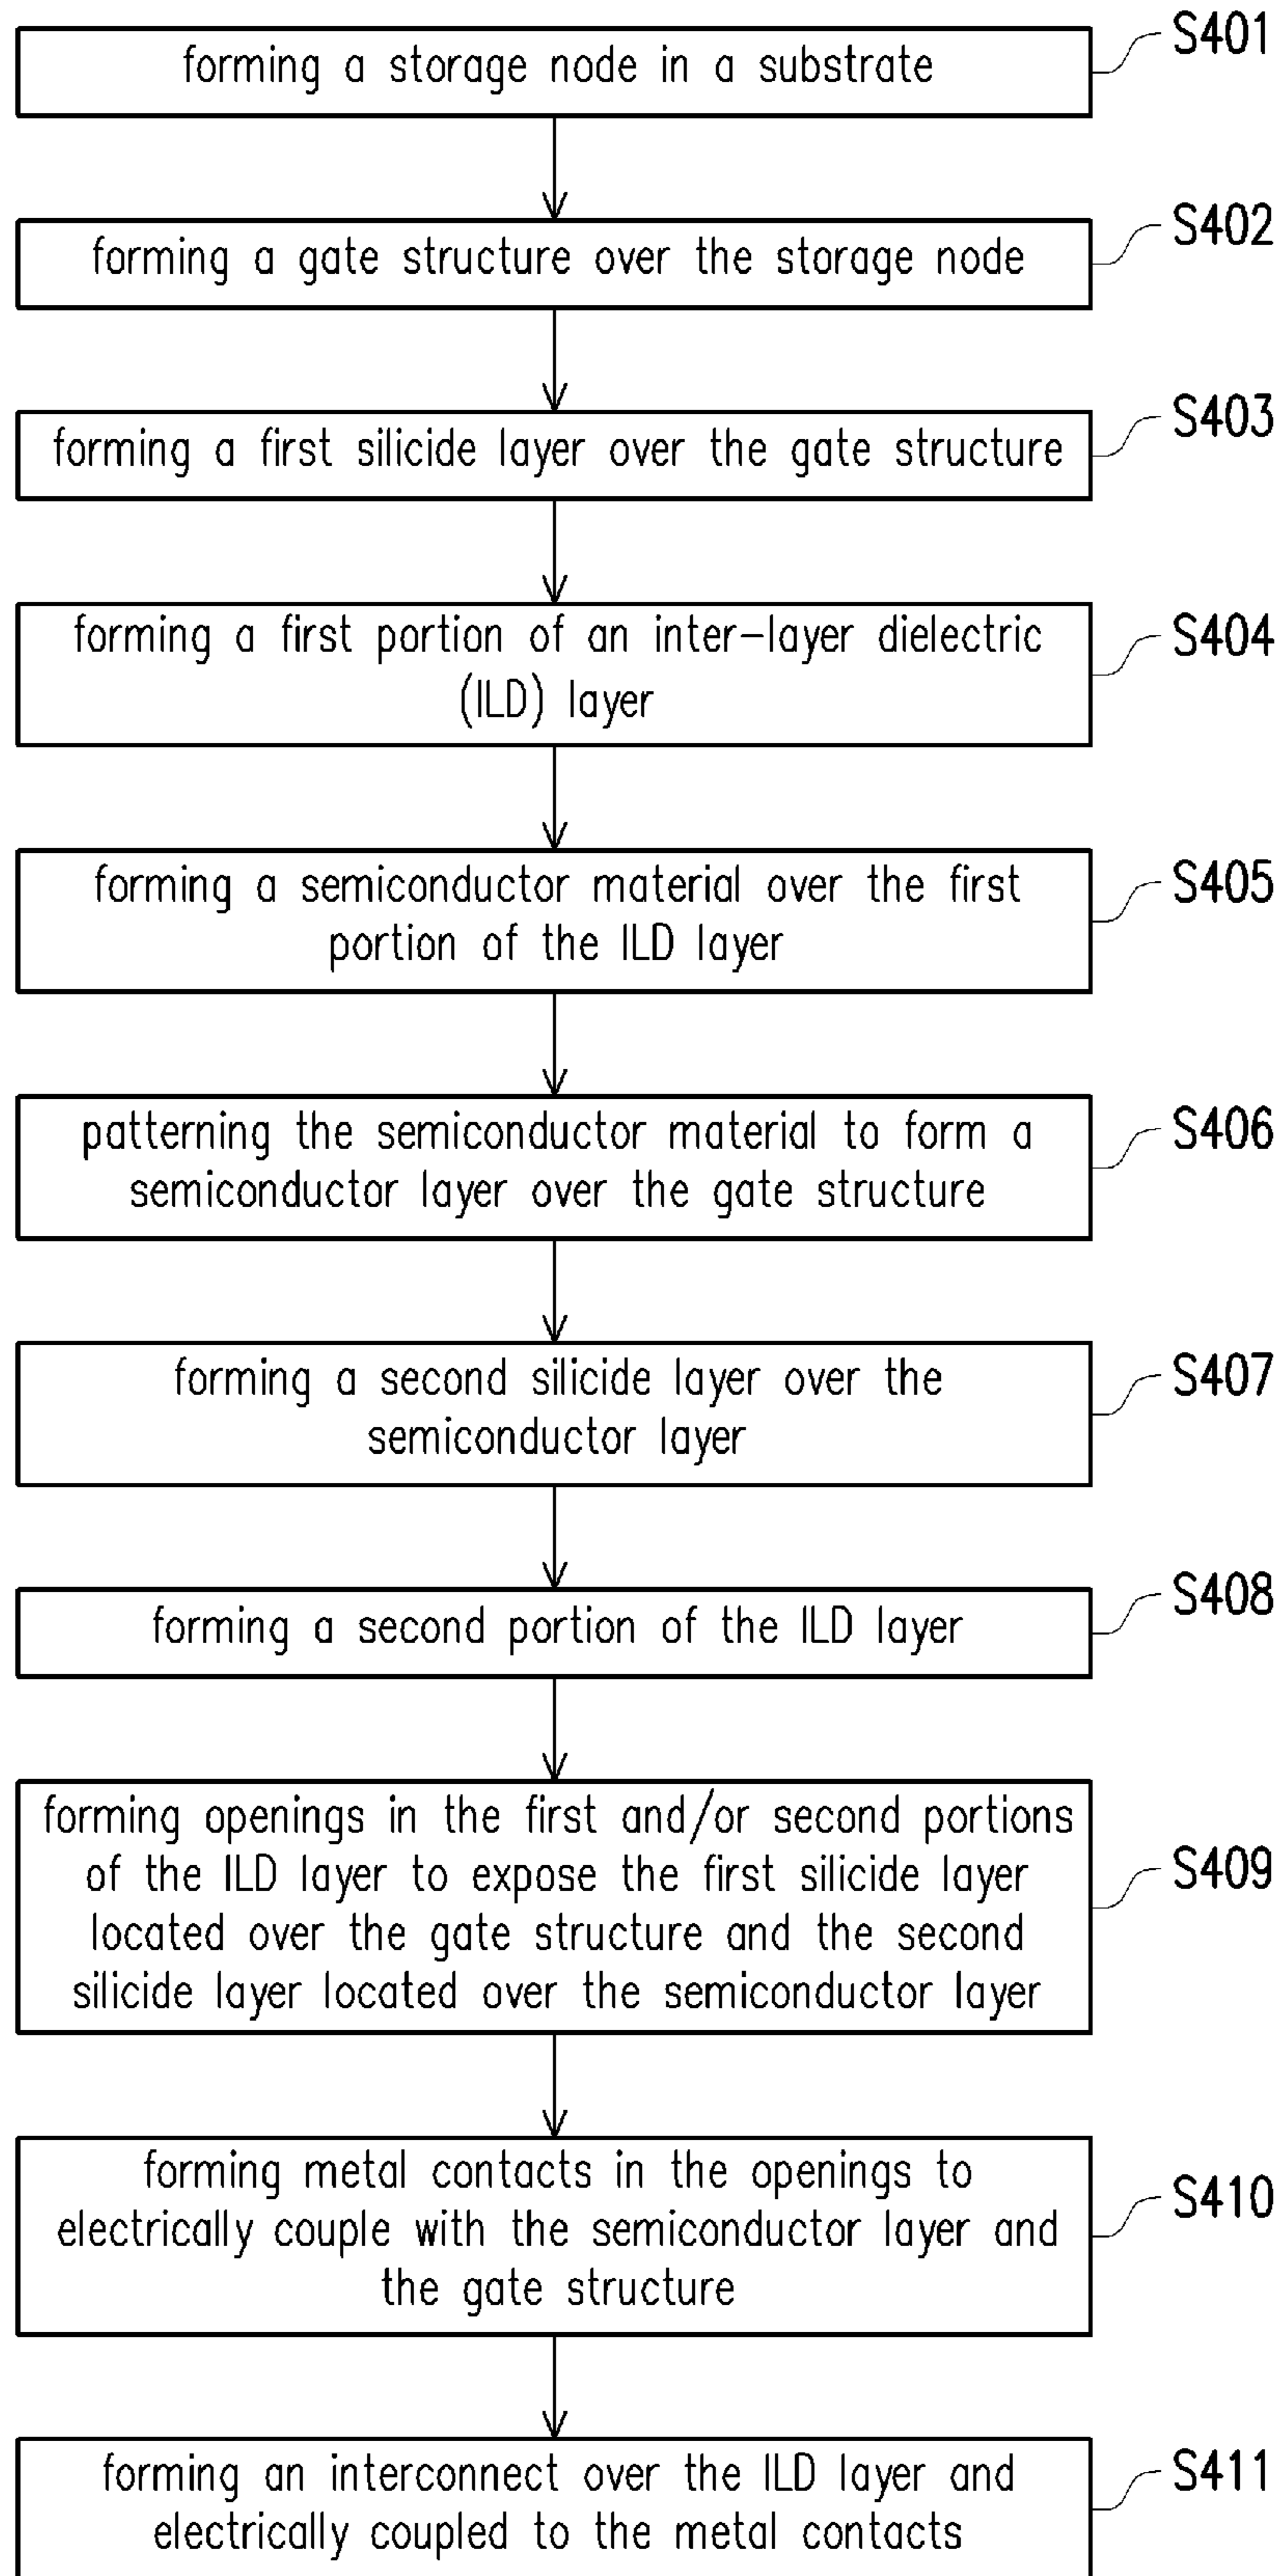 S401
forming a storage node in a substrate
S402
forming a gate structure over the storage node
S403
forming a first silicide layer over the gate structure
S404
forming a first portion of an inter-layer dielectric
(ILD) layer
S405
forming a semiconductor material over the first
portion of the ILD layer
S406
patterning the semiconductor material to form a
semiconductor layer over the gate structure
S407
forming a second silicide layer over the
semiconductor layer
S408
forming a second portion of the ILD layer
S409
forming openings in the first and/or second portions
of the ILD layer to expose the first silicide layer
located over the gate structure and the second
silicide layer located over the semiconductor layer
S410
forming metal contacts in the openings to
electrically couple with the semiconductor layer and
the gate structure
S411
forming an interconnect over the ILD layer and
electrically coupled to the metal contacts